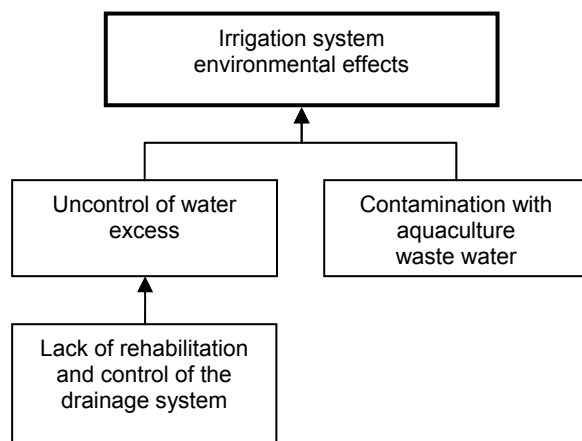 Irrigation system
environmental effects
Uncontrol of water
excess
Contamination with
aquaculture
waste water
Lack of rehabilitation
and control of the
drainage system